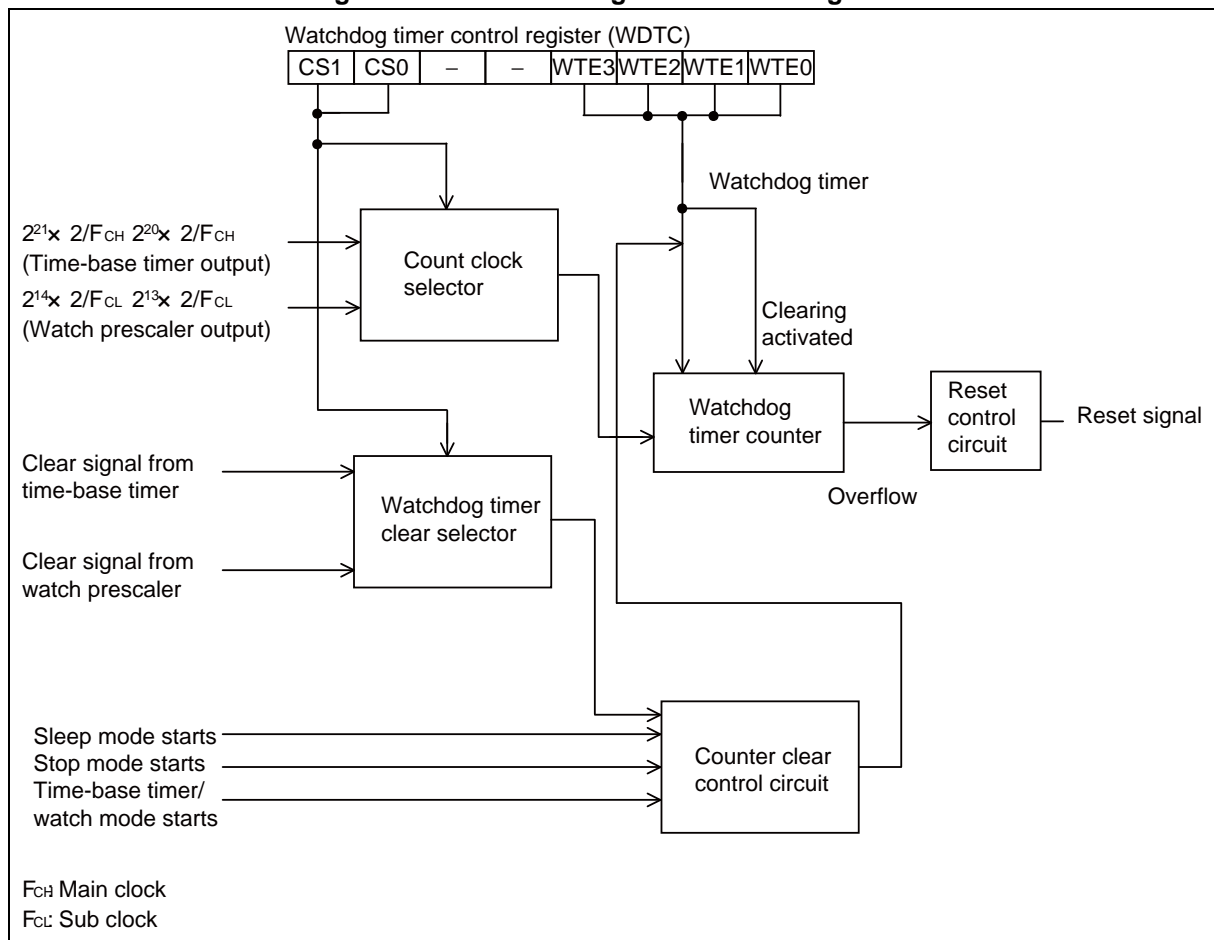 Watchdog timer control register (WDTC)
CS1 CS0 – – WTE3 WTE2 WTE1 WTE0
Watchdog timer
2²¹× 2/FCH 2²⁰× 2/FCH
(Time-base timer output)
2¹⁴× 2/FCL 2¹³× 2/FCL
(Watch prescaler output)
Count clock
selector
Clearing
activated
Watchdog
timer counter
Reset
control
circuit
Reset signal
Overflow
Clear signal from
time-base timer
Clear signal from
watch prescaler
Watchdog timer
clear selector
Sleep mode starts
Stop mode starts
Time-base timer/
watch mode starts
Counter clear
control circuit
FCH: Main clock
FCL: Sub clock